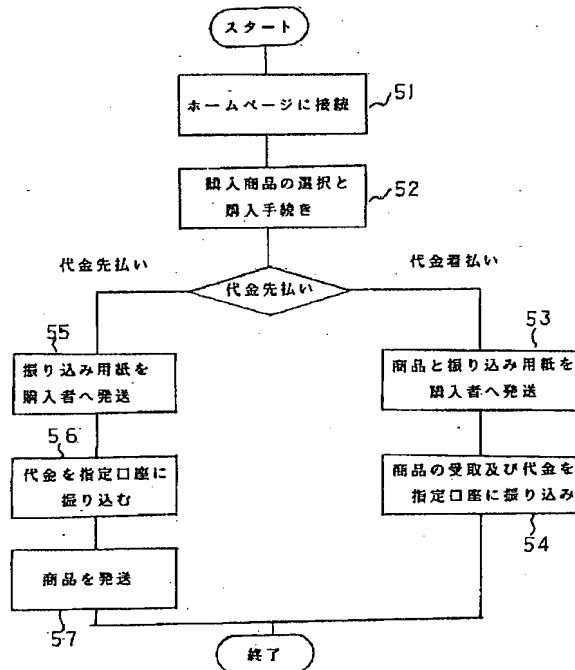 スタート
ホームページに接続
51
購入商品の選択と
購入手続き
52
代金先払い
代金着払い
代金先払い
55
振り込み用紙を
購入者へ発送
53
商品と振り込み用紙を
購入者へ発送
56
代金を指定口座に
振り込む
商品の受取及び代金を
指定口座に振り込み
54
商品を発送
57
終了